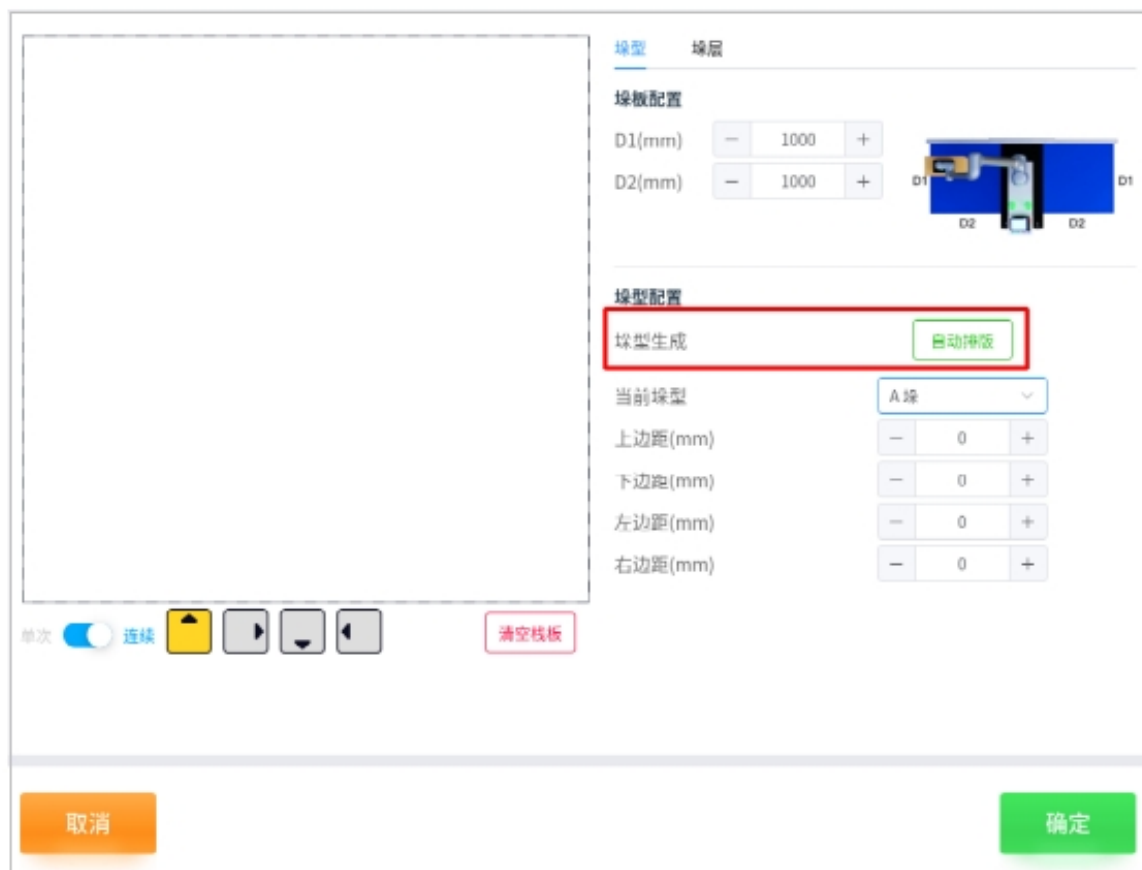 垛型 垛层
垛板配置
D1(mm) − 1000 +
D2(mm) − 1000 +
D1 D1
D2 D2
垛型配置
垛型生成 自动排版
当前垛型 A 垛
上边距(mm) − 0 +
下边距(mm) − 0 +
左边距(mm) − 0 +
右边距(mm) − 0 +
单次 连续 清空栈板
取消 确定